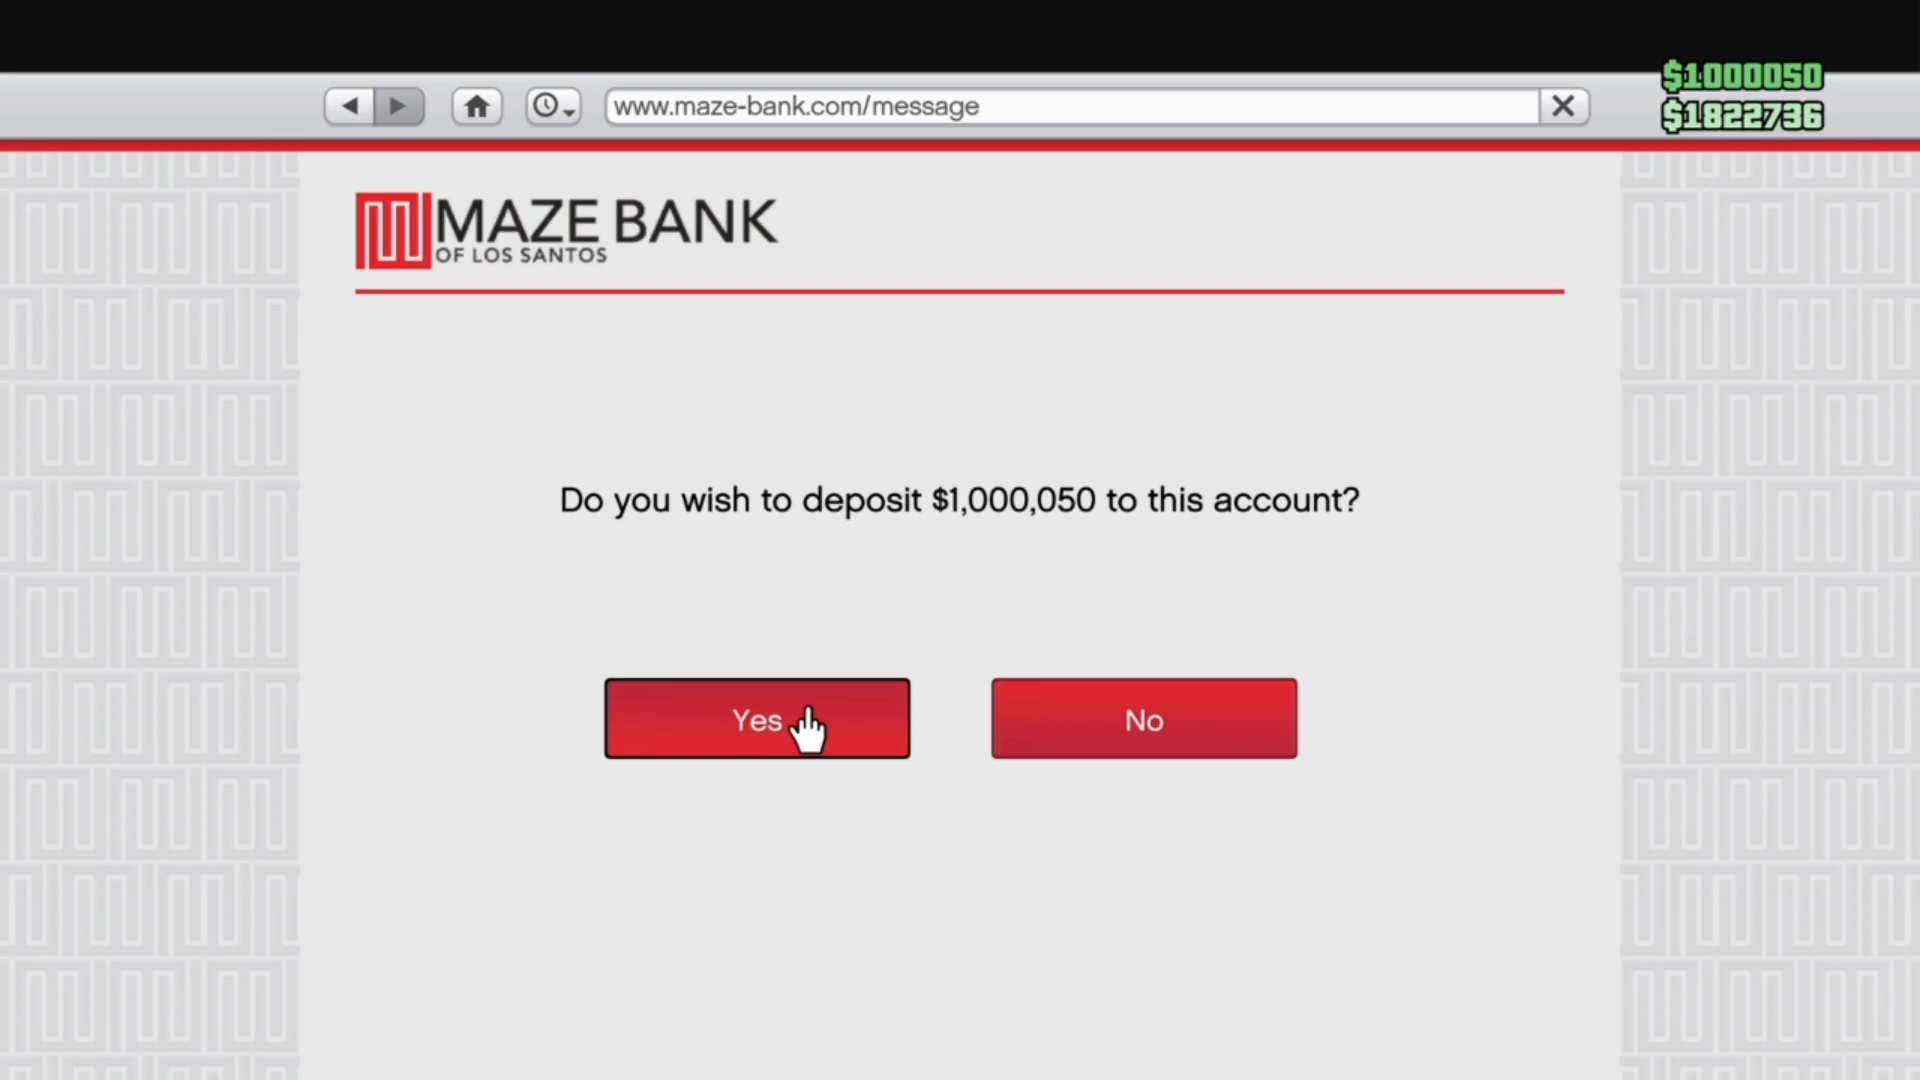 www.maze-bank.com/message
$1000050
$1822736
MAZE BANK
OF LOS SANTOS
Do you wish to deposit $1,000,050 to this account?
Yes
No